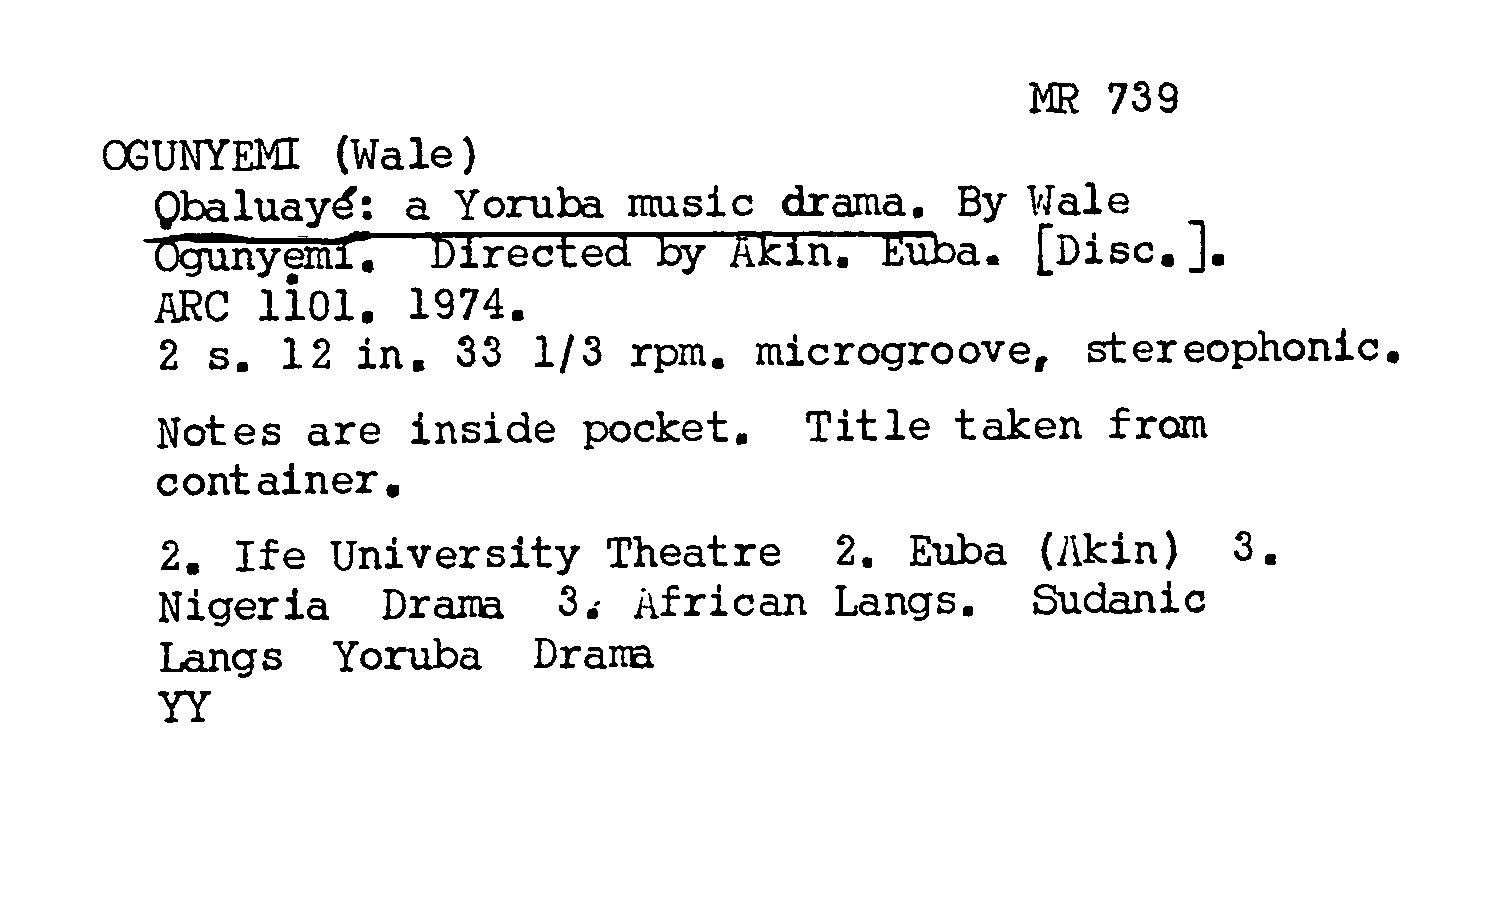 MR 739
OGUNYEMI (Wale)
Ọbaluayé: a Yoruba music drama. By Wale
Ogunyẹmi. Directed by Akin. Euba. [Disc.].
ARC 1101. 1974.
2 s. 12 in. 33 1/3 rpm. microgroove, stereophonic.
Notes are inside pocket. Title taken from
container.
2. Ife University Theatre 2. Euba (Akin) 3.
Nigeria Drama 3. African Langs. Sudanic
Langs Yoruba Drama
YY